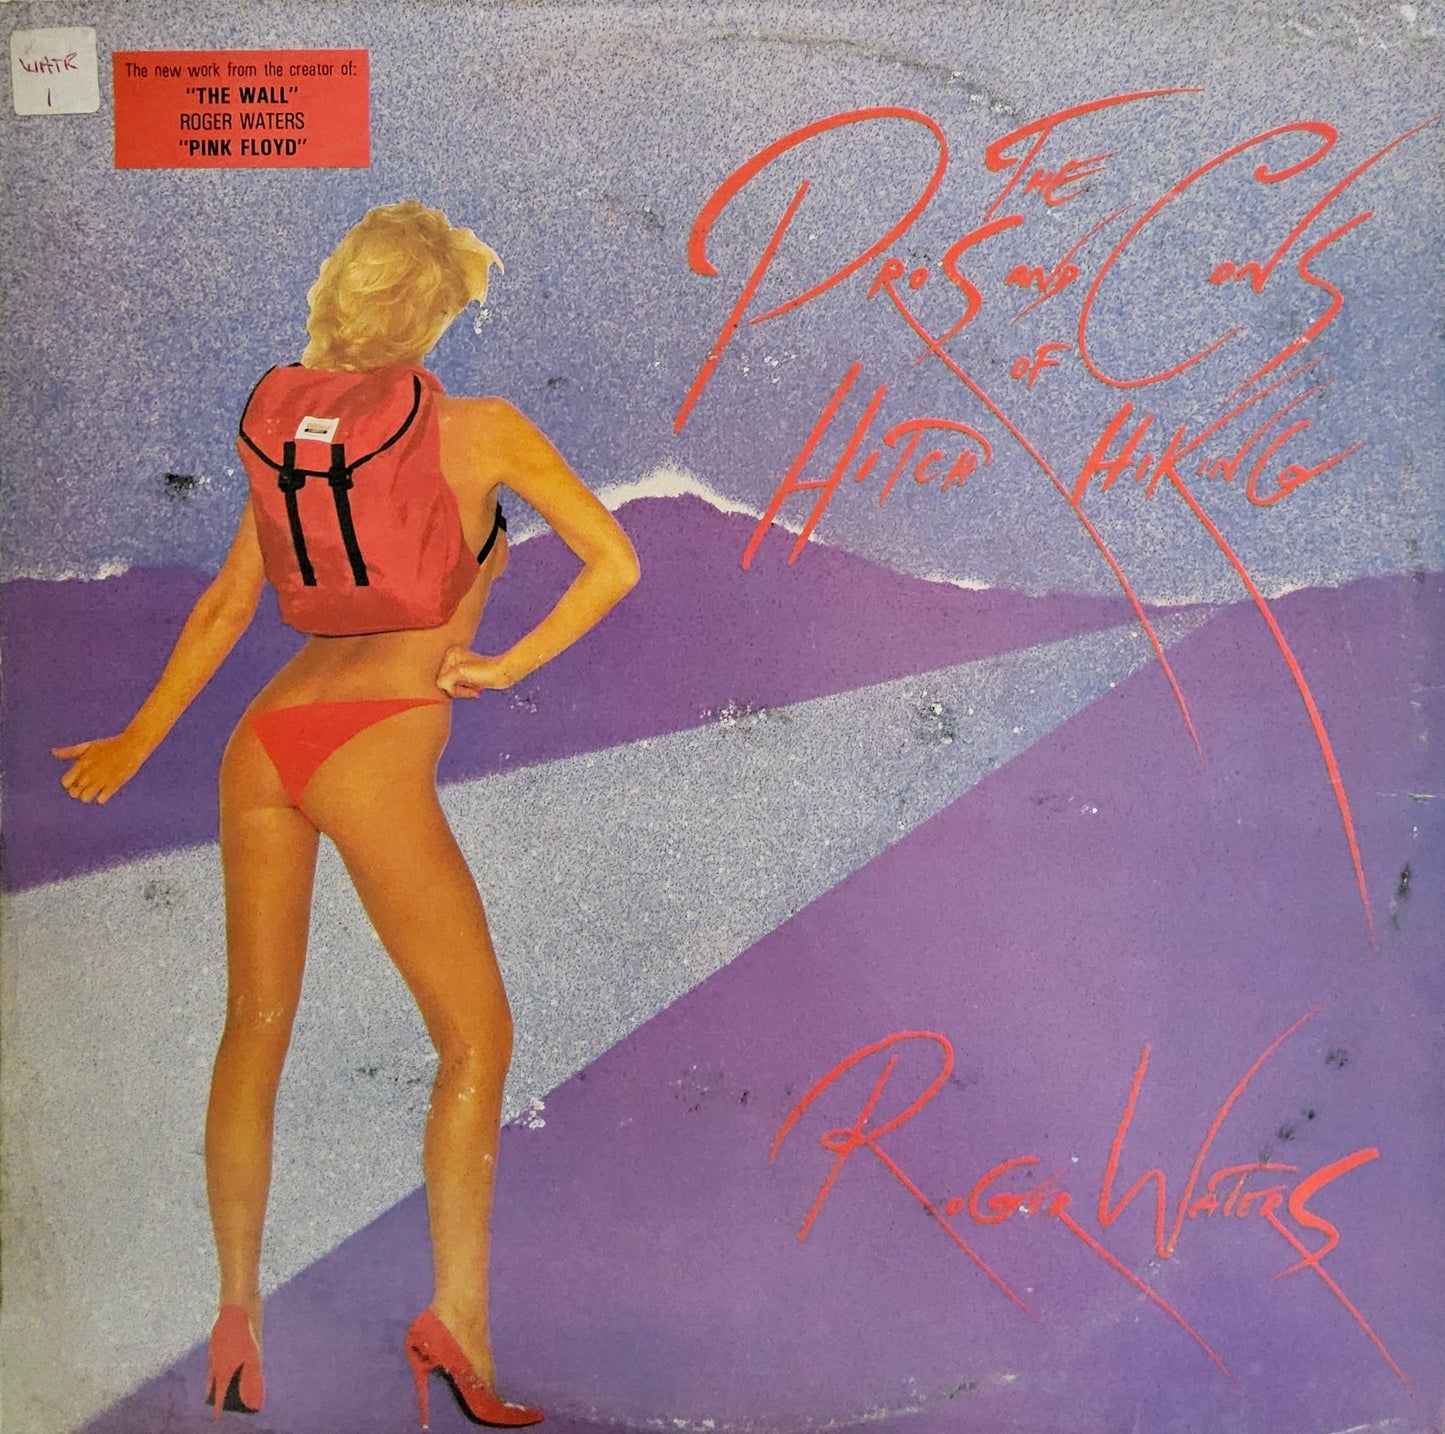 WHTR
1
The new work from the creator of:
"THE WALL"
ROGER WATERS
"PINK FLOYD"
THE
PROS AND CONS
OF
HITCH HIKING
ROGER WATERS